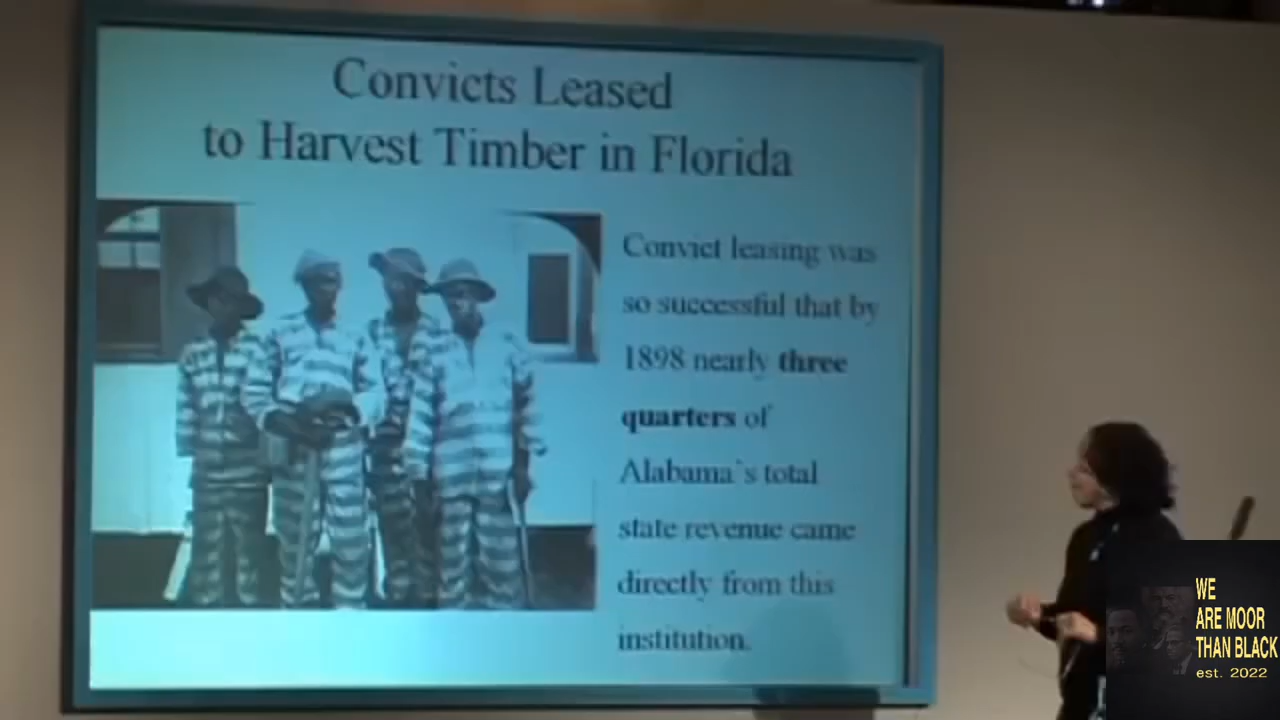 Convicts Leased
to Harvest Timber in Florida
Convict leasing was
so successful that by
1898 nearly three
quarters of
Alabama`s total
state revenue came
directly from this
institution.
WE
ARE MOOR
THAN BLACK
est. 2022